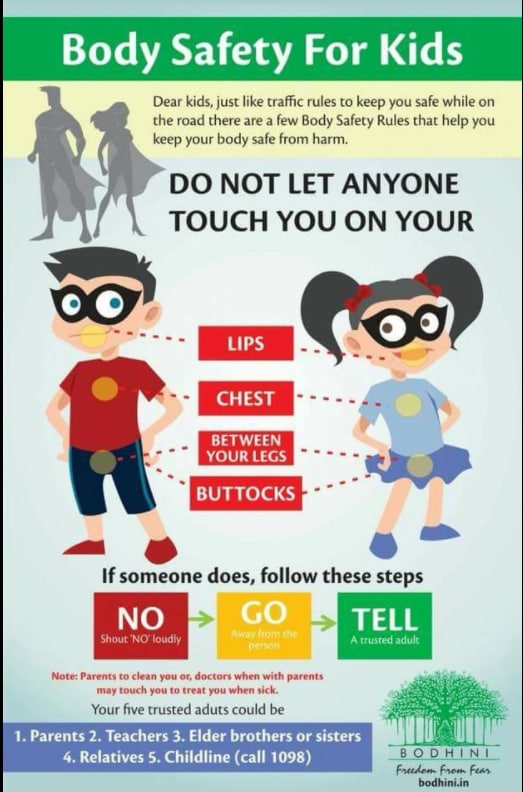 Body Safety For Kids
Dear kids, just like traffic rules to keep you safe while on
the road there are a few Body Safety Rules that help you
keep your body safe from harm.
DO NOT LET ANYONE
TOUCH YOU ON YOUR
LIPS
CHEST
BETWEEN
YOUR LEGS
BUTTOCKS
If someone does, follow these steps
NO
Shout 'NO' loudly
GO
Away from the
person
TELL
A trusted adult
Note: Parents to clean you or, doctors when with parents
may touch you to treat you when sick.
Your five trusted aduts could be
1. Parents 2. Teachers 3. Elder brothers or sisters
4. Relatives 5. Childline (call 1098)
BODHINI
Freedom From Fear
bodhini.in